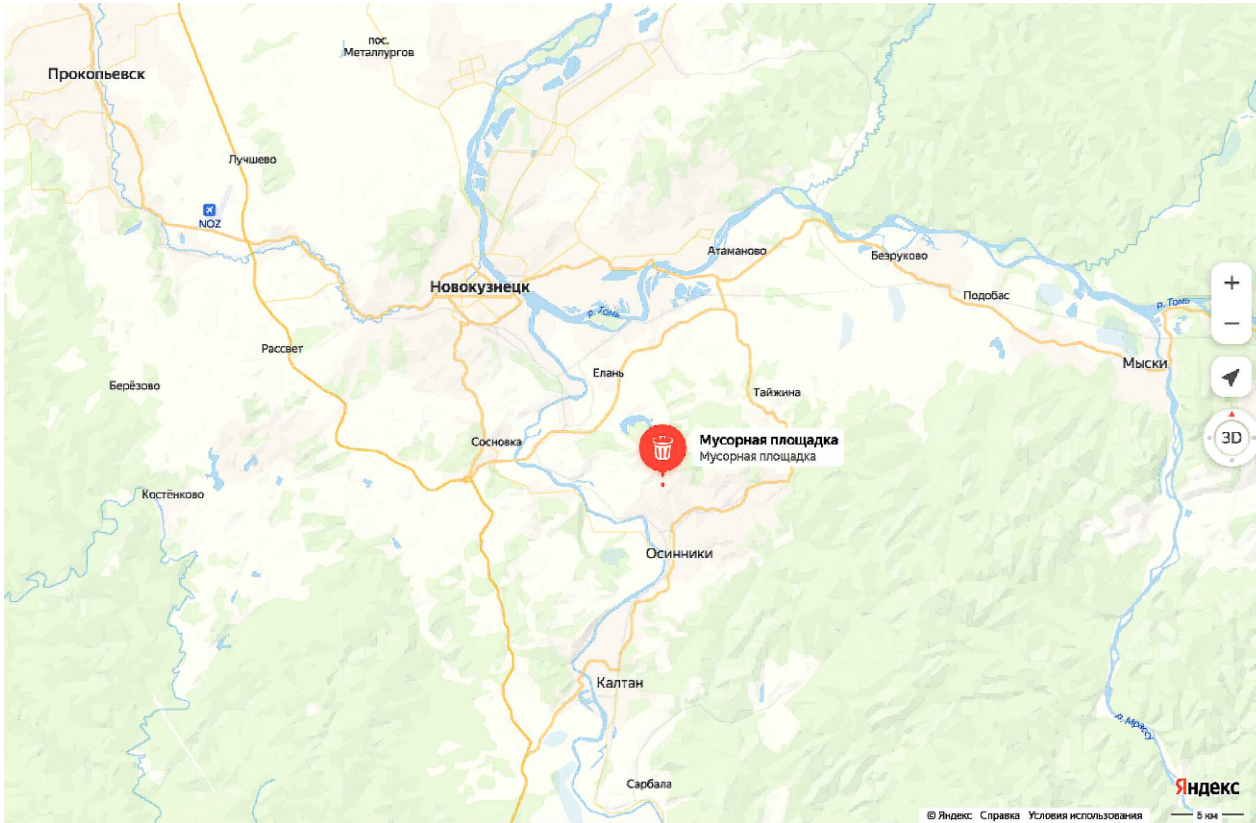 пос.
Металлургов
Прокопьевск
Лучшево
NOZ
Атаманово
Безруково
Новокузнецк
Подобас
р. Томь
р. Томь
Рассвет
Мыски
Елань
Берёзово
Тайжина
Сосновка
Мусорная площадка
Мусорная площадка
3D
Костёнково
Осинники
Калтан
р. Мрассу
Сарбала
Яндекс
© Яндекс Справка Условия использования
5 км